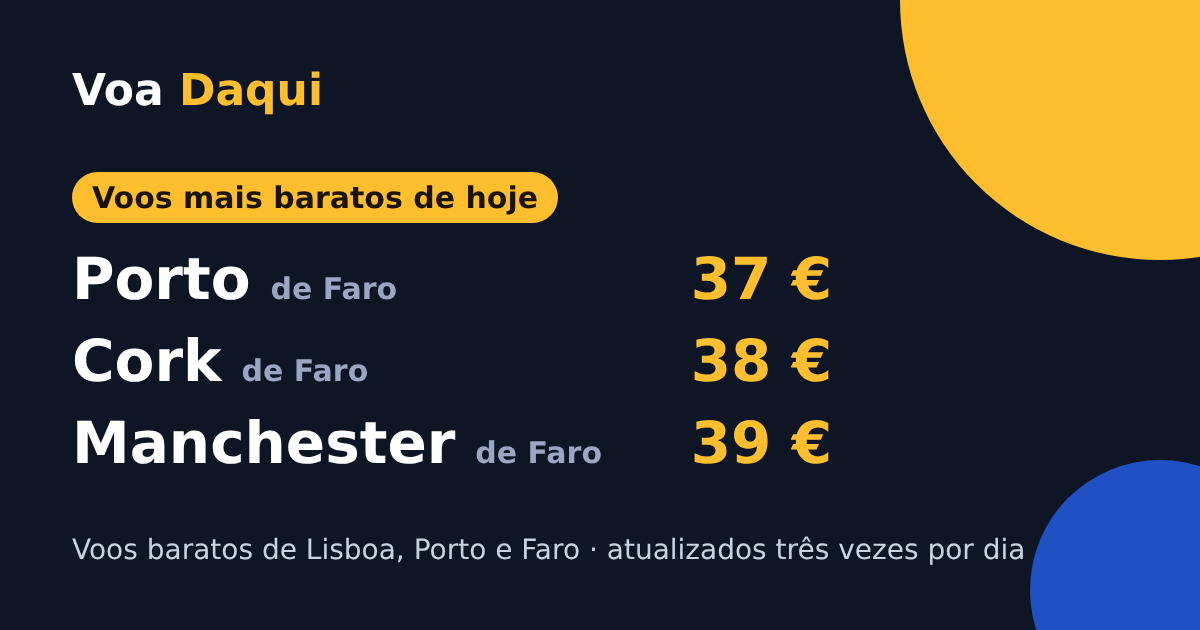 Voa Daqui
Voos mais baratos de hoje
Porto de Faro 37 €
Cork de Faro 38 €
Manchester de Faro 39 €
Voos baratos de Lisboa, Porto e Faro · atualizados três vezes por dia